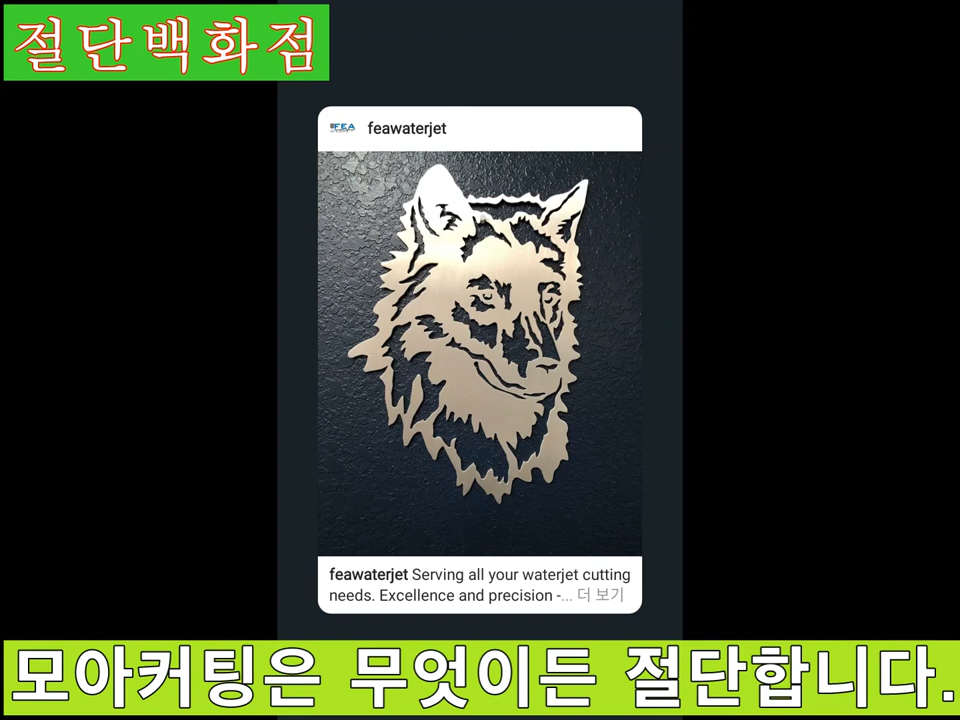 절단백화점
FEA
feawaterjet
feawaterjet Serving all your waterjet cutting
needs. Excellence and precision -... 더 보기
모아커팅은 무엇이든 절단합니다.